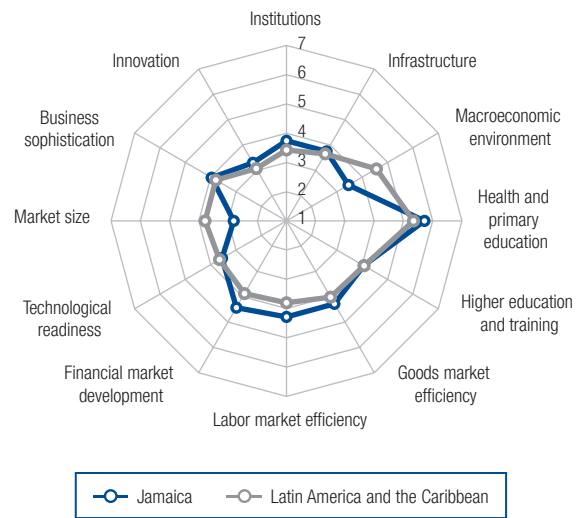 Institutions
7
6
5
4
3
2
1
Infrastructure
Macroeconomic
environment
Health and
primary
education
Higher education
and training
Goods market
efficiency
Labor market efficiency
Financial market
development
Technological
readiness
Market size
Business
sophistication
Innovation
Jamaica
Latin America and the Caribbean